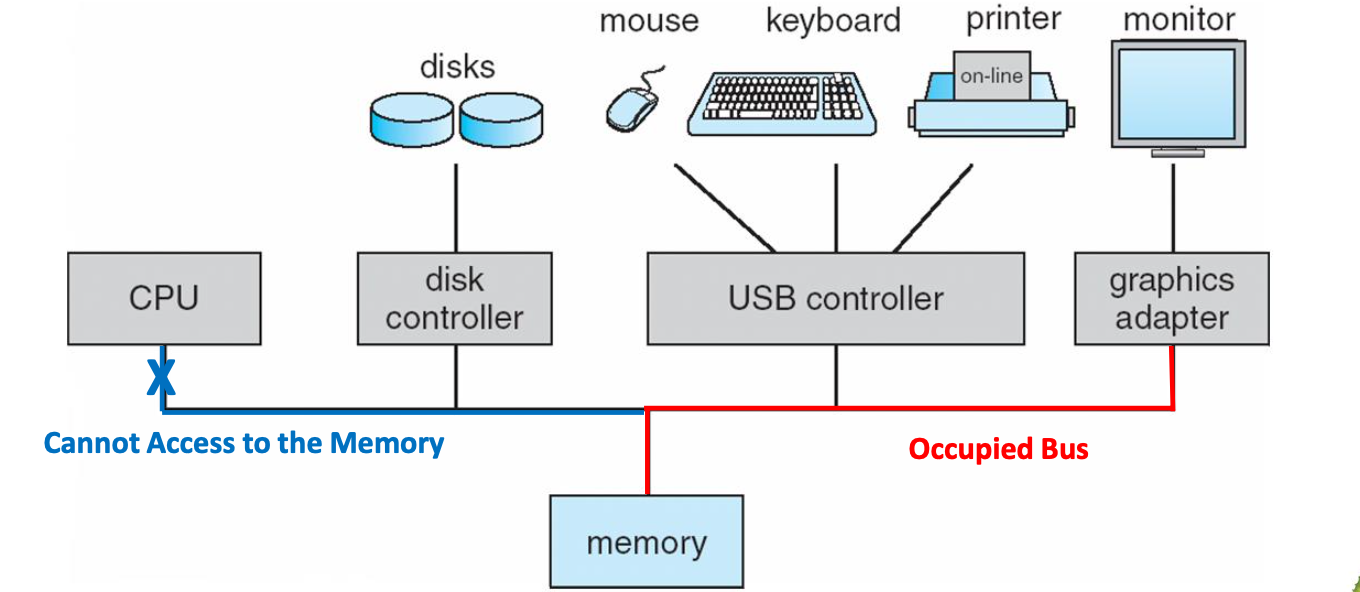 mouse
keyboard
printer
monitor
disks
on-line
CPU
disk
controller
USB controller
graphics
adapter
X
Cannot Access to the Memory
Occupied Bus
memory